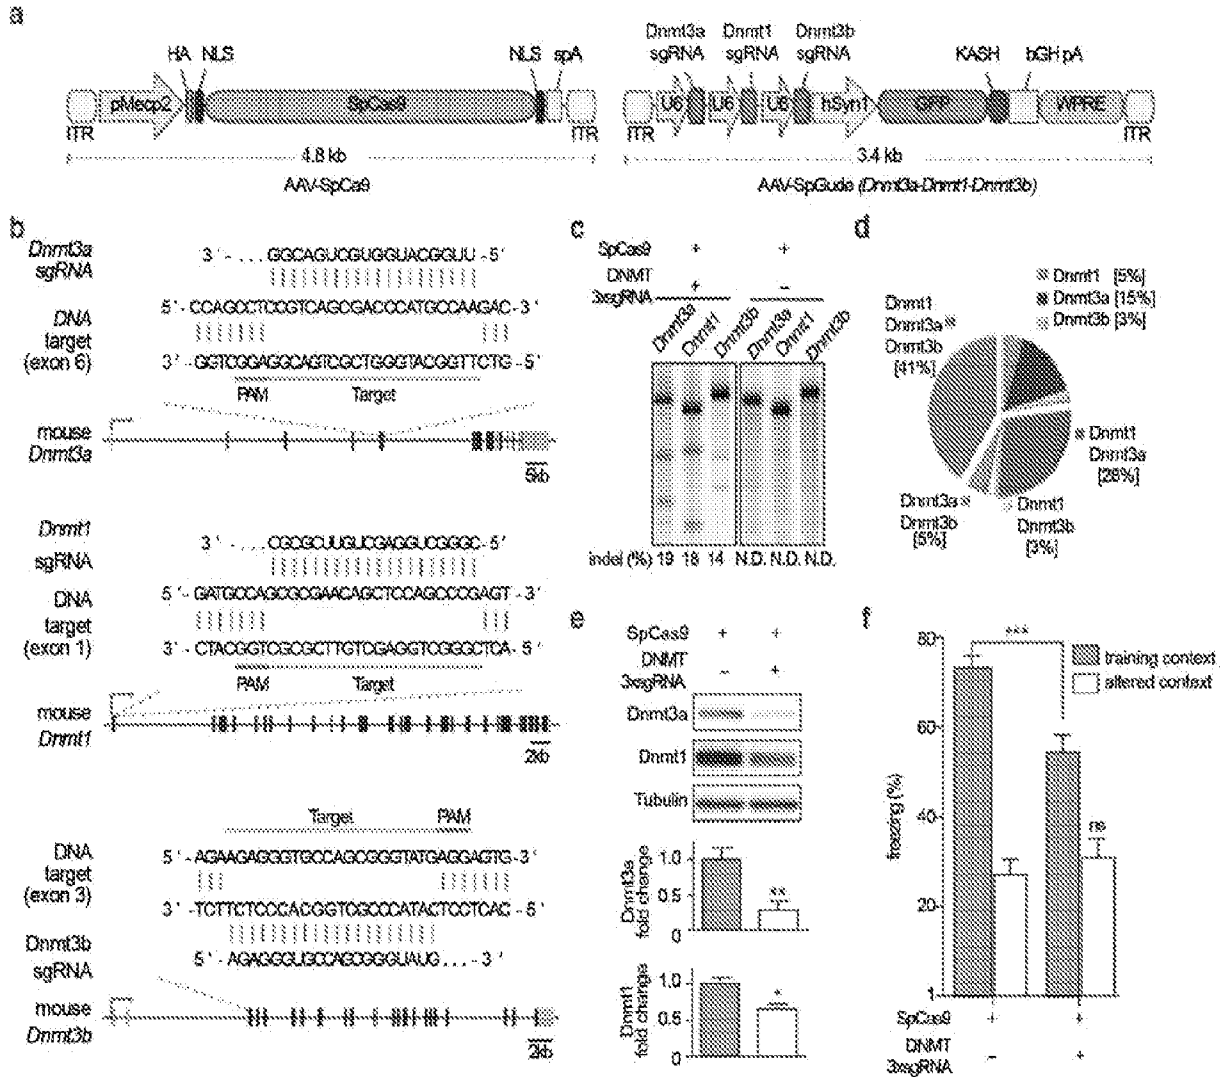 a
Dnmt3a Dnmt1 Dnmt3b
sgRNA sgRNA sgRNA
HA NLS NLS spA KASH bGH pA
pMecp2 SpCas9 U6 U6 U6 hSyn1 GFP WPRE
ITR ITR ITR ITR
4.8 kb 3.4 kb
AAV-SpCa9 AAV-SpGuide (Dnmt3a-Dnmt1-Dnmt3b)
b
Dnmt3a
sgRNA
3'-...GGCAGUCGUGGUACGGUU-5'
DNA
target
(exon 6)
5'-CCAGCCTCCGTCAGCGACCCATGCCAAGAC-3'
3'-GGTCGGAGGCAGTCGCTGGGTACGGTTCTG-5'
PAM Target
mouse
Dnmt3a
5kb
Dnmt1
sgRNA
3'-...CGCGCUUGUCGAGGUCGGGC-5'
DNA
target
(exon 1)
5'-GATGCCAGCGCGAACAGCTCCAGCCCGAGT-3'
3'-CTACGGTCGCGCTTGTCGAGGTCGGGCTCA-5'
PAM Target
mouse
Dnmt1
2kb
Target PAM
DNA
target
(exon 3)
5'-AGAAGAGGGTGCCAGCGGGTATGAGGAGTG-3'
3'-TCTTCTCCCACGGTCGCCCATACTCCTCAC-5'
Dnmt3b
sgRNA
5'-AGAGGGUGCCAGCGGGUAUG...-3'
mouse
Dnmt3b
2kb
c
SpCas9 + +
DNMT
3xsgRNA + –
Dnmt3a Dnmt1 Dnmt3b Dnmt3a Dnmt1 Dnmt3b
indel (%) 19 18 14 N.D. N.D. N.D.
d
Dnmt1 [5%]
Dnmt3a [15%]
Dnmt3b [3%]
Dnmt1
Dnmt3a
Dnmt3b
[41%]
Dnmt1
Dnmt3a
[28%]
Dnmt3a
Dnmt3b
[5%]
Dnmt1
Dnmt3b
[3%]
e
SpCas9 + +
DNMT
3xsgRNA – +
Dnmt3a
Dnmt1
Tubulin
Dnmt3a
fold change
1.0
0.5
0
**
Dnmt1
fold change
1.0
0.5
0
*
f
freezing (%)
80
60
40
20
1
***
ns
training context
altered context
SpCas9 + +
DNMT
3xsgRNA – +